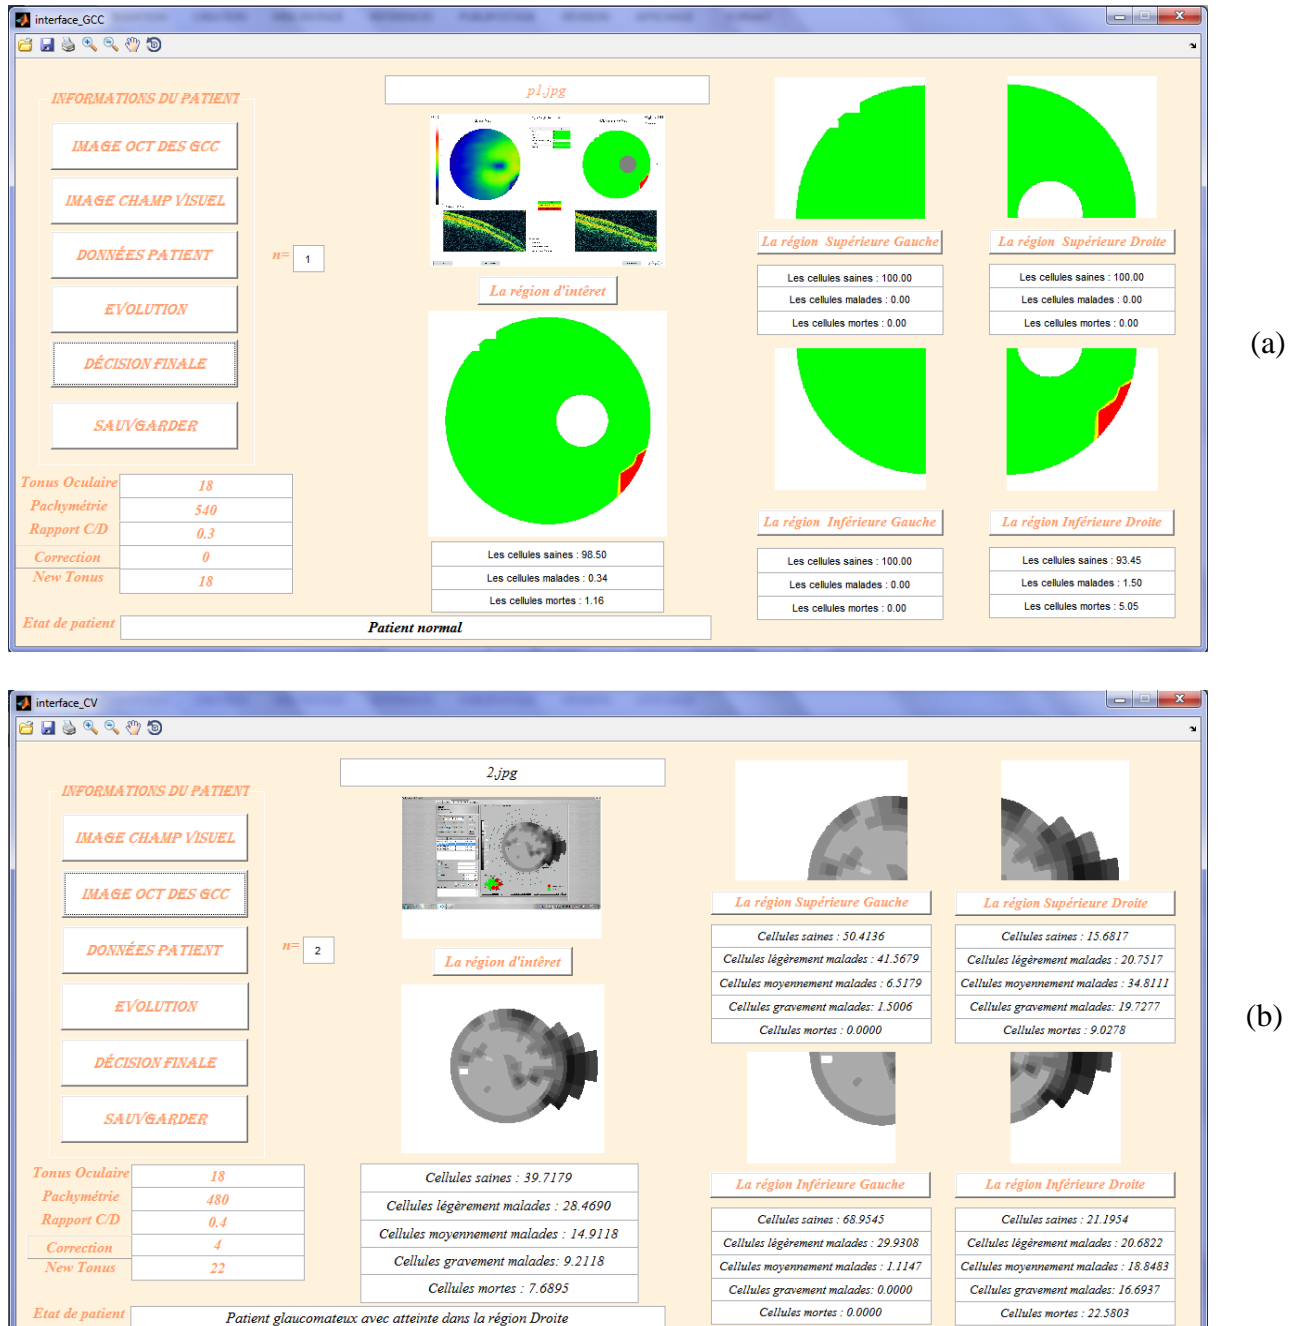 interface_GCC
INFORMATIONS DU PATIENT
IMAGE OCT DES GCC
IMAGE CHAMP VISUEL
DONNÉES PATIENT
EVOLUTION
DÉCISION FINALE
SAUVGARDER
n= 1
Tonus Oculaire 18
Pachymétrie 540
Rapport C/D 0.3
Correction 0
New Tonus 18
Etat de patient Patient normal
p1.jpg
La région d'intêret
Les cellules saines : 98.50
Les cellules malades : 0.34
Les cellules mortes : 1.16
La région Supérieure Gauche
Les cellules saines : 100.00
Les cellules malades : 0.00
Les cellules mortes : 0.00
La région Supérieure Droite
Les cellules saines : 100.00
Les cellules malades : 0.00
Les cellules mortes : 0.00
La région Inférieure Gauche
Les cellules saines : 100.00
Les cellules malades : 0.00
Les cellules mortes : 0.00
La région Inférieure Droite
Les cellules saines : 93.45
Les cellules malades : 1.50
Les cellules mortes : 5.05
(a)
interface_CV
INFORMATIONS DU PATIENT
IMAGE CHAMP VISUEL
IMAGE OCT DES GCC
DONNÉES PATIENT
EVOLUTION
DÉCISION FINALE
SAUVGARDER
n= 2
Tonus Oculaire 18
Pachymétrie 480
Rapport C/D 0.4
Correction 4
New Tonus 22
Etat de patient Patient glaucomateux avec atteinte dans la région Droite
2.jpg
La région d'intêret
Cellules saines : 39.7179
Cellules légèrement malades : 28.4690
Cellules moyennement malades : 14.9118
Cellules gravement malades: 9.2118
Cellules mortes : 7.6895
La région Supérieure Gauche
Cellules saines : 50.4136
Cellules légèrement malades : 41.5679
Cellules moyennement malades : 6.5179
Cellules gravement malades: 1.5006
Cellules mortes : 0.0000
La région Supérieure Droite
Cellules saines : 15.6817
Cellules légèrement malades : 20.7517
Cellules moyennement malades : 34.8111
Cellules gravement malades: 19.7277
Cellules mortes : 9.0278
La région Inférieure Gauche
Cellules saines : 68.9545
Cellules légèrement malades : 29.9308
Cellules moyennement malades : 1.1147
Cellules gravement malades: 0.0000
Cellules mortes : 0.0000
La région Inférieure Droite
Cellules saines : 21.1954
Cellules légèrement malades : 20.6822
Cellules moyennement malades : 18.8483
Cellules gravement malades: 16.6937
Cellules mortes : 22.5803
(b)